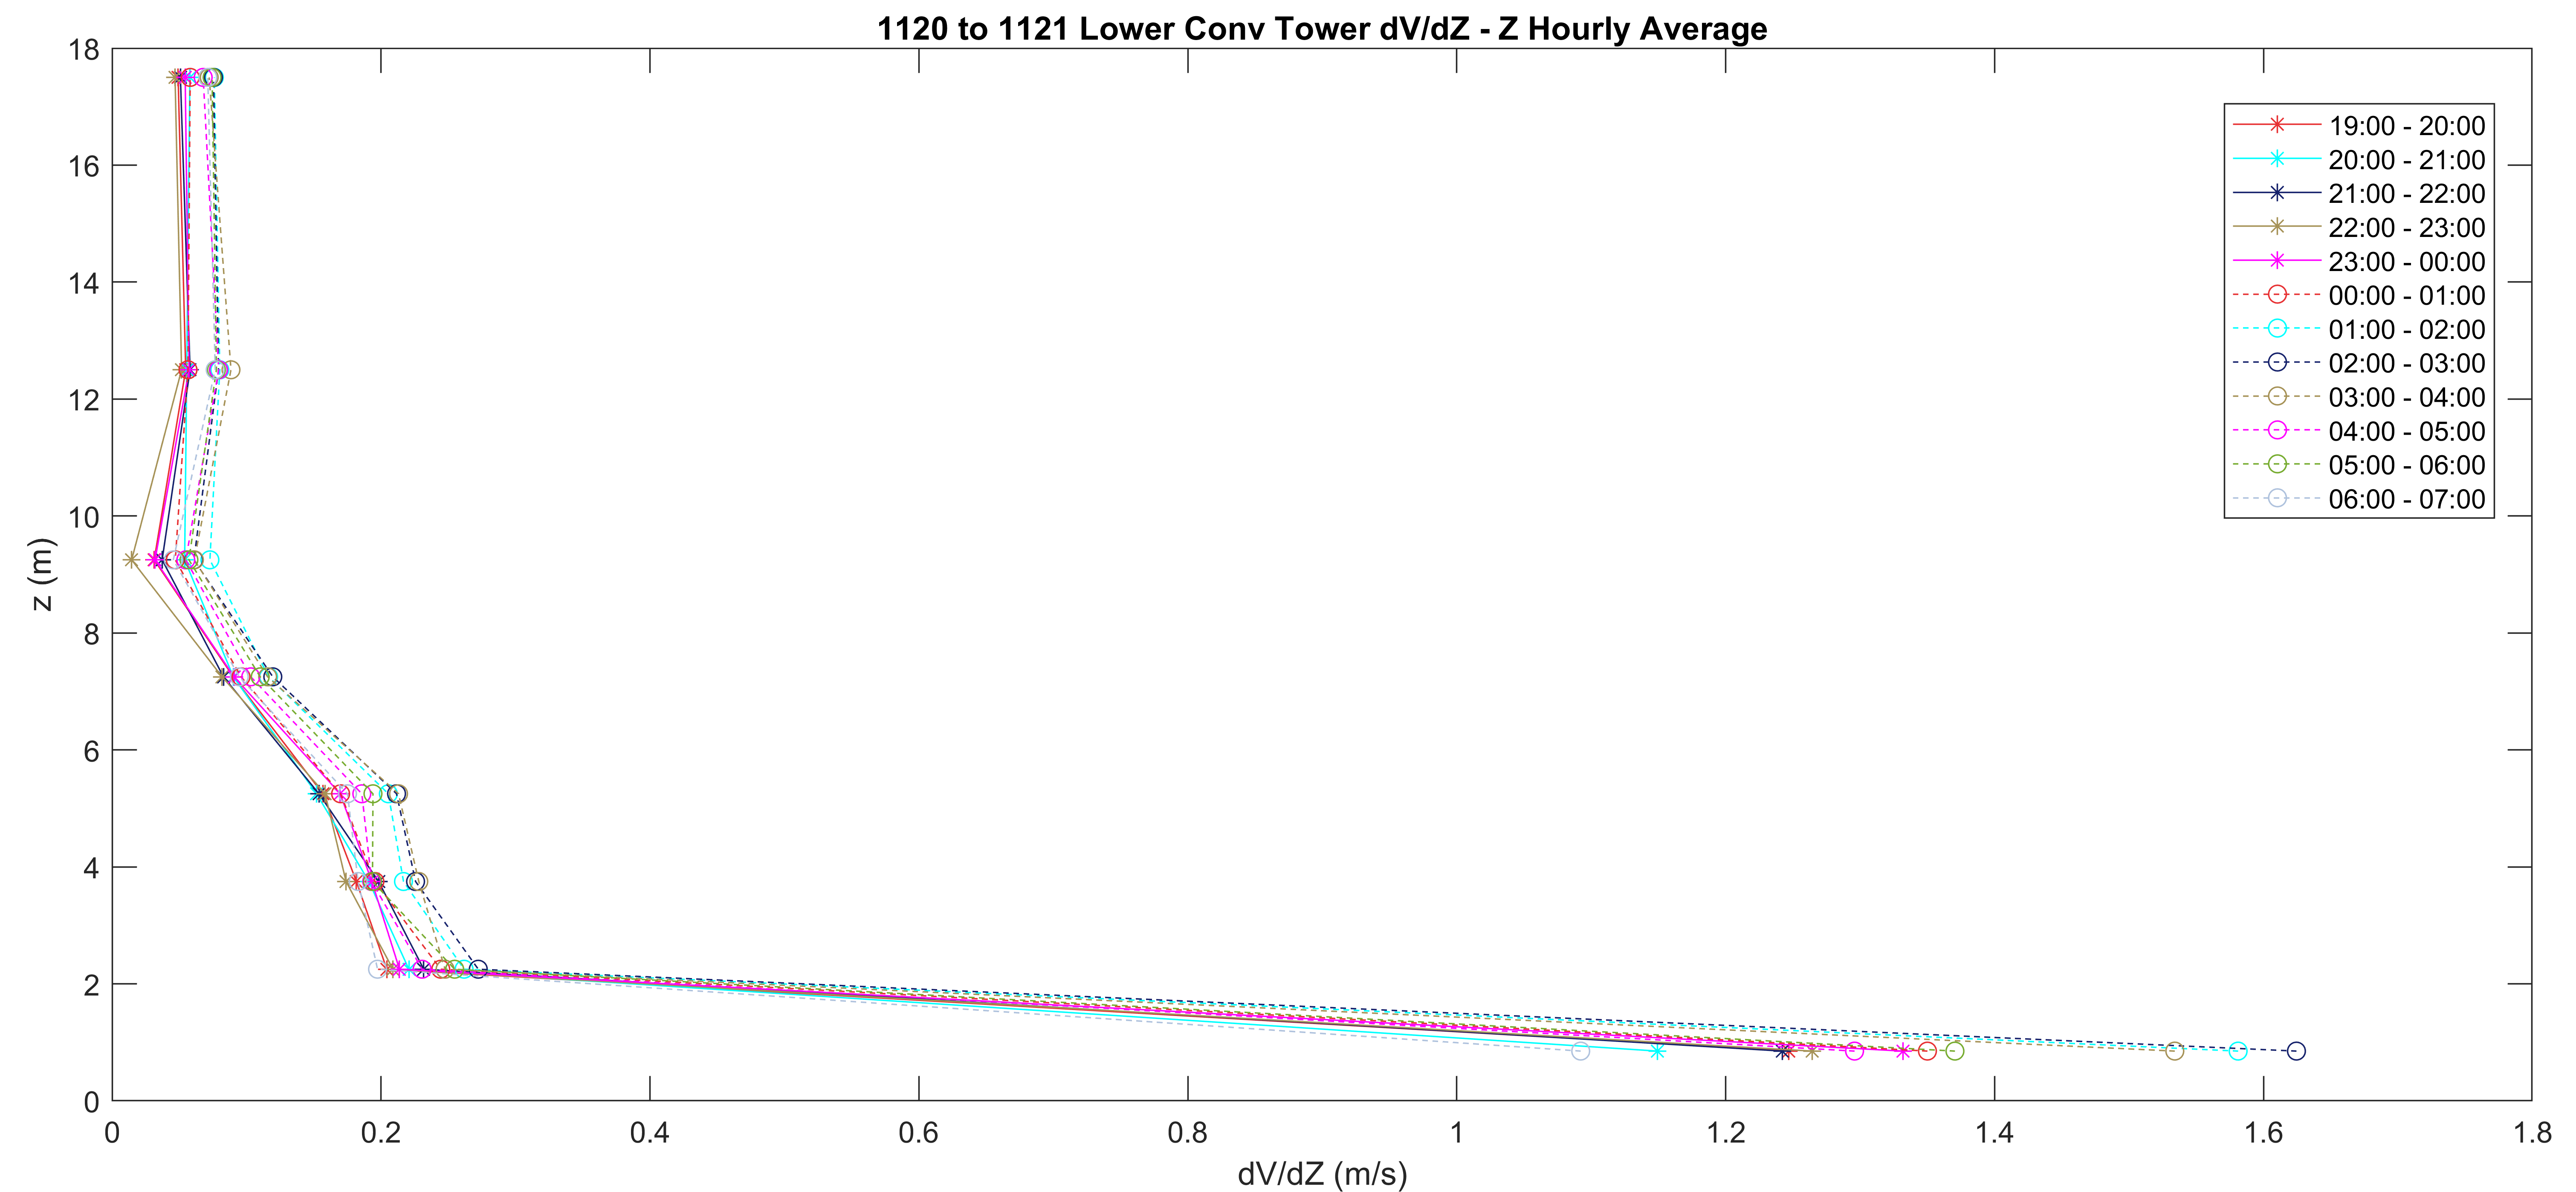 1120 to 1121 Lower Conv Tower dV/dZ - Z Hourly Average
18
16
14
12
10
8
6
4
2
0
z (m)
19:00 - 20:00
20:00 - 21:00
21:00 - 22:00
22:00 - 23:00
23:00 - 00:00
00:00 - 01:00
01:00 - 02:00
02:00 - 03:00
03:00 - 04:00
04:00 - 05:00
05:00 - 06:00
06:00 - 07:00
0 0.2 0.4 0.6 0.8 1 1.2 1.4 1.6 1.8
dV/dZ (m/s)